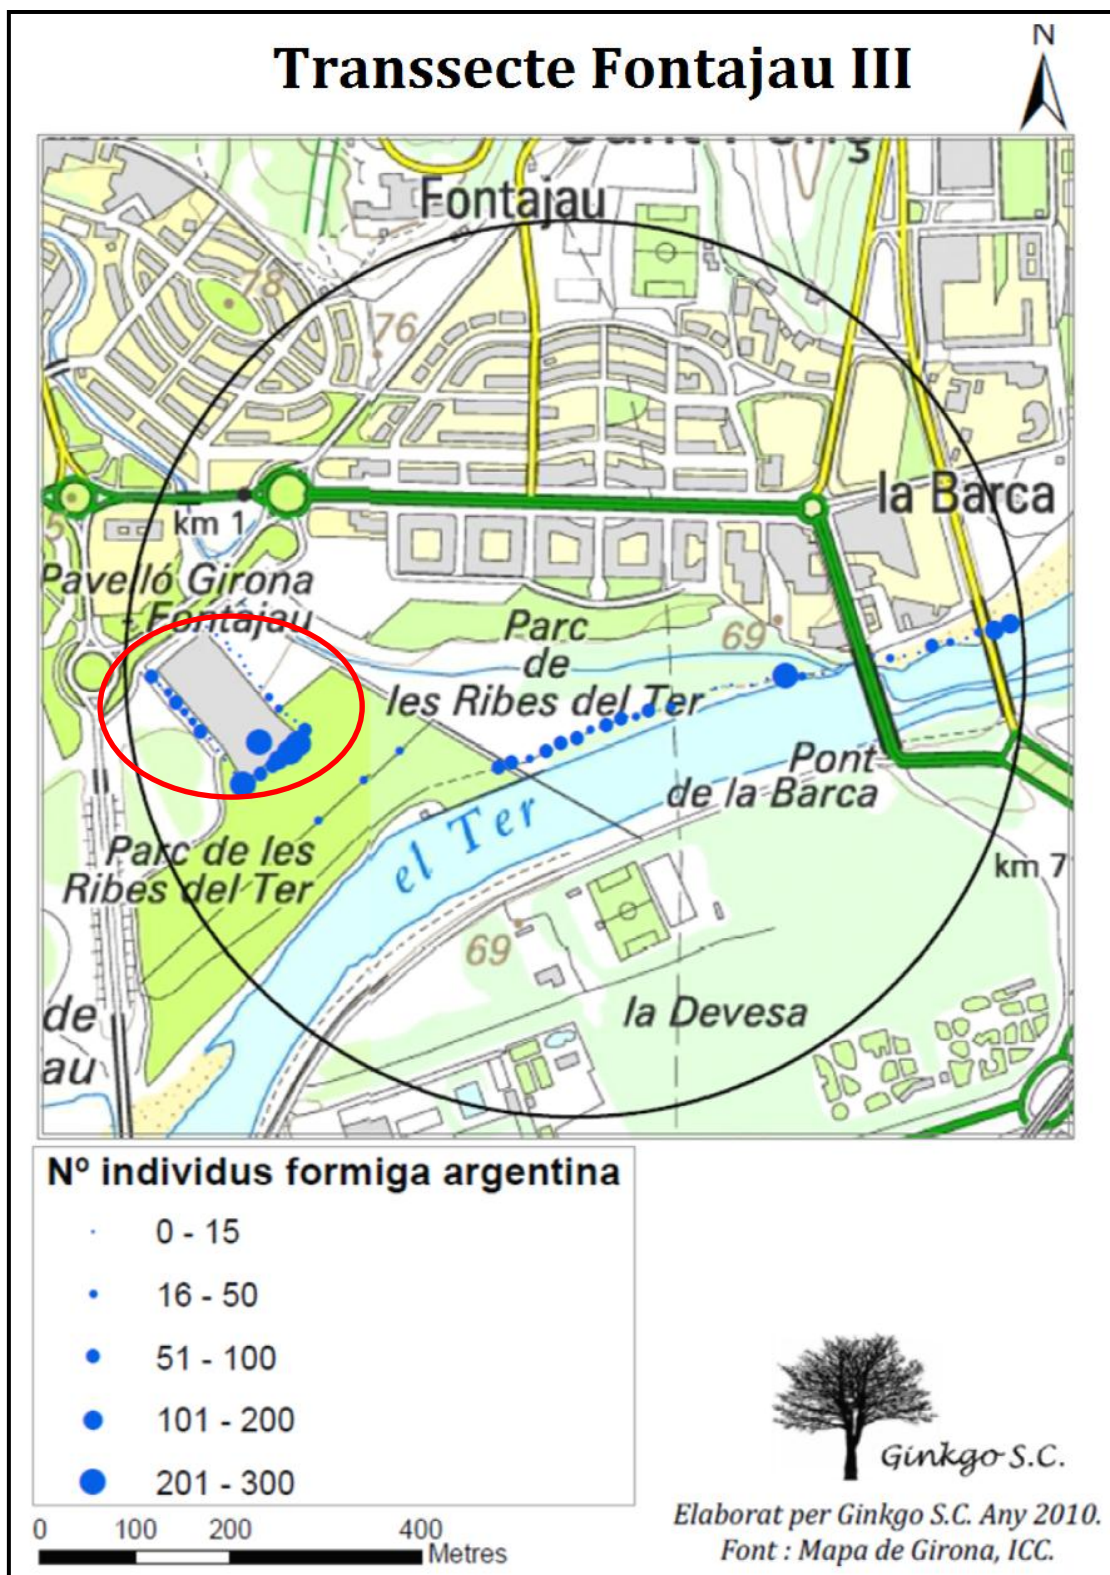 Transsecte Fontajau III
N
Fontajau
78
76
la Barca
km 1
5
Pavelló Girona
- Fontajau
Parc
de
les Ribes del Ter
69
Pont
de la Barca
el Ter
Parc de les
Ribes del Ter
km 7
69
la Devesa
de
au
Nº individus formiga argentina
0 - 15
16 - 50
51 - 100
101 - 200
201 - 300
0 100 200 400
Metres
Ginkgo S.C.
Elaborat per Ginkgo S.C. Any 2010.
Font : Mapa de Girona, ICC.